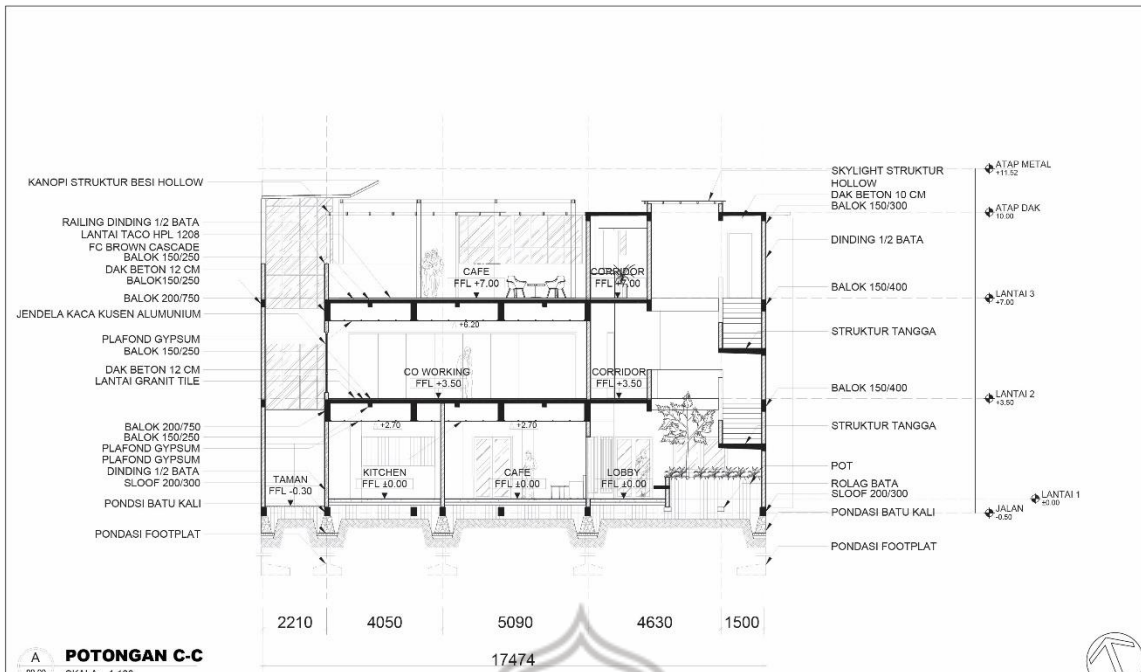 KANOPI STRUKTUR BESI HOLLOW
RAILING DINDING 1/2 BATA
LANTAI TACO HPL 1208
FC BROWN CASCADE
BALOK 150/250
DAK BETON 12 CM
BALOK150/250
BALOK 200/750
JENDELA KACA KUSEN ALUMUNIUM
PLAFOND GYPSUM
BALOK 150/250
DAK BETON 12 CM
LANTAI GRANIT TILE
BALOK 200/750
BALOK 150/250
PLAFOND GYPSUM
PLAFOND GYPSUM
DINDING 1/2 BATA
SLOOF 200/300
PONDSI BATU KALI
PONDASI FOOTPLAT
CAFE
FFL +7.00
CORRIDOR
FFL +7.00
+6.20
CO WORKING
FFL +3.50
CORRIDOR
FFL +3.50
+2.70
+2.70
TAMAN
FFL -0.30
KITCHEN
FFL ±0.00
CAFE
FFL ±0.00
LOBBY
FFL ±0.00
SKYLIGHT STRUKTUR
HOLLOW
DAK BETON 10 CM
BALOK 150/300
DINDING 1/2 BATA
BALOK 150/400
STRUKTUR TANGGA
BALOK 150/400
STRUKTUR TANGGA
POT
ROLAG BATA
SLOOF 200/300
PONDASI BATU KALI
PONDASI FOOTPLAT
ATAP METAL
+11.52
ATAP DAK
10.00
LANTAI 3
+7.00
LANTAI 2
+3.50
LANTAI 1
±0.00
JALAN
-0.50
2210 4050 5090 4630 1500
17474
A
POTONGAN C-C